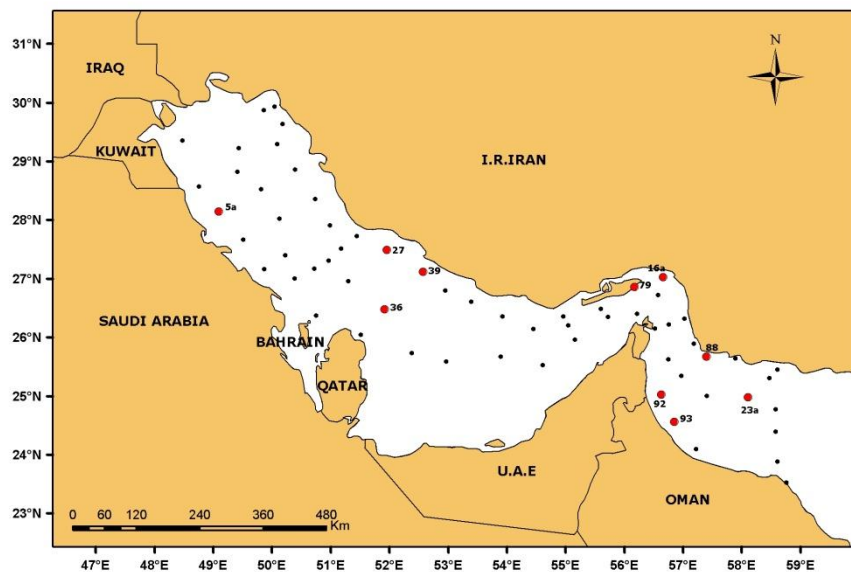 N
31°N
IRAQ
30°N
KUWAIT
I.R.IRAN
29°N
5a
28°N
27
39
16a
27°N
79
36
SAUDI ARABIA
26°N
BAHRAIN
88
QATAR
25°N
92
23a
93
24°N
U.A.E
OMAN
23°N
0 60 120 240 360 480
Km
47°E 48°E 49°E 50°E 51°E 52°E 53°E 54°E 55°E 56°E 57°E 58°E 59°E